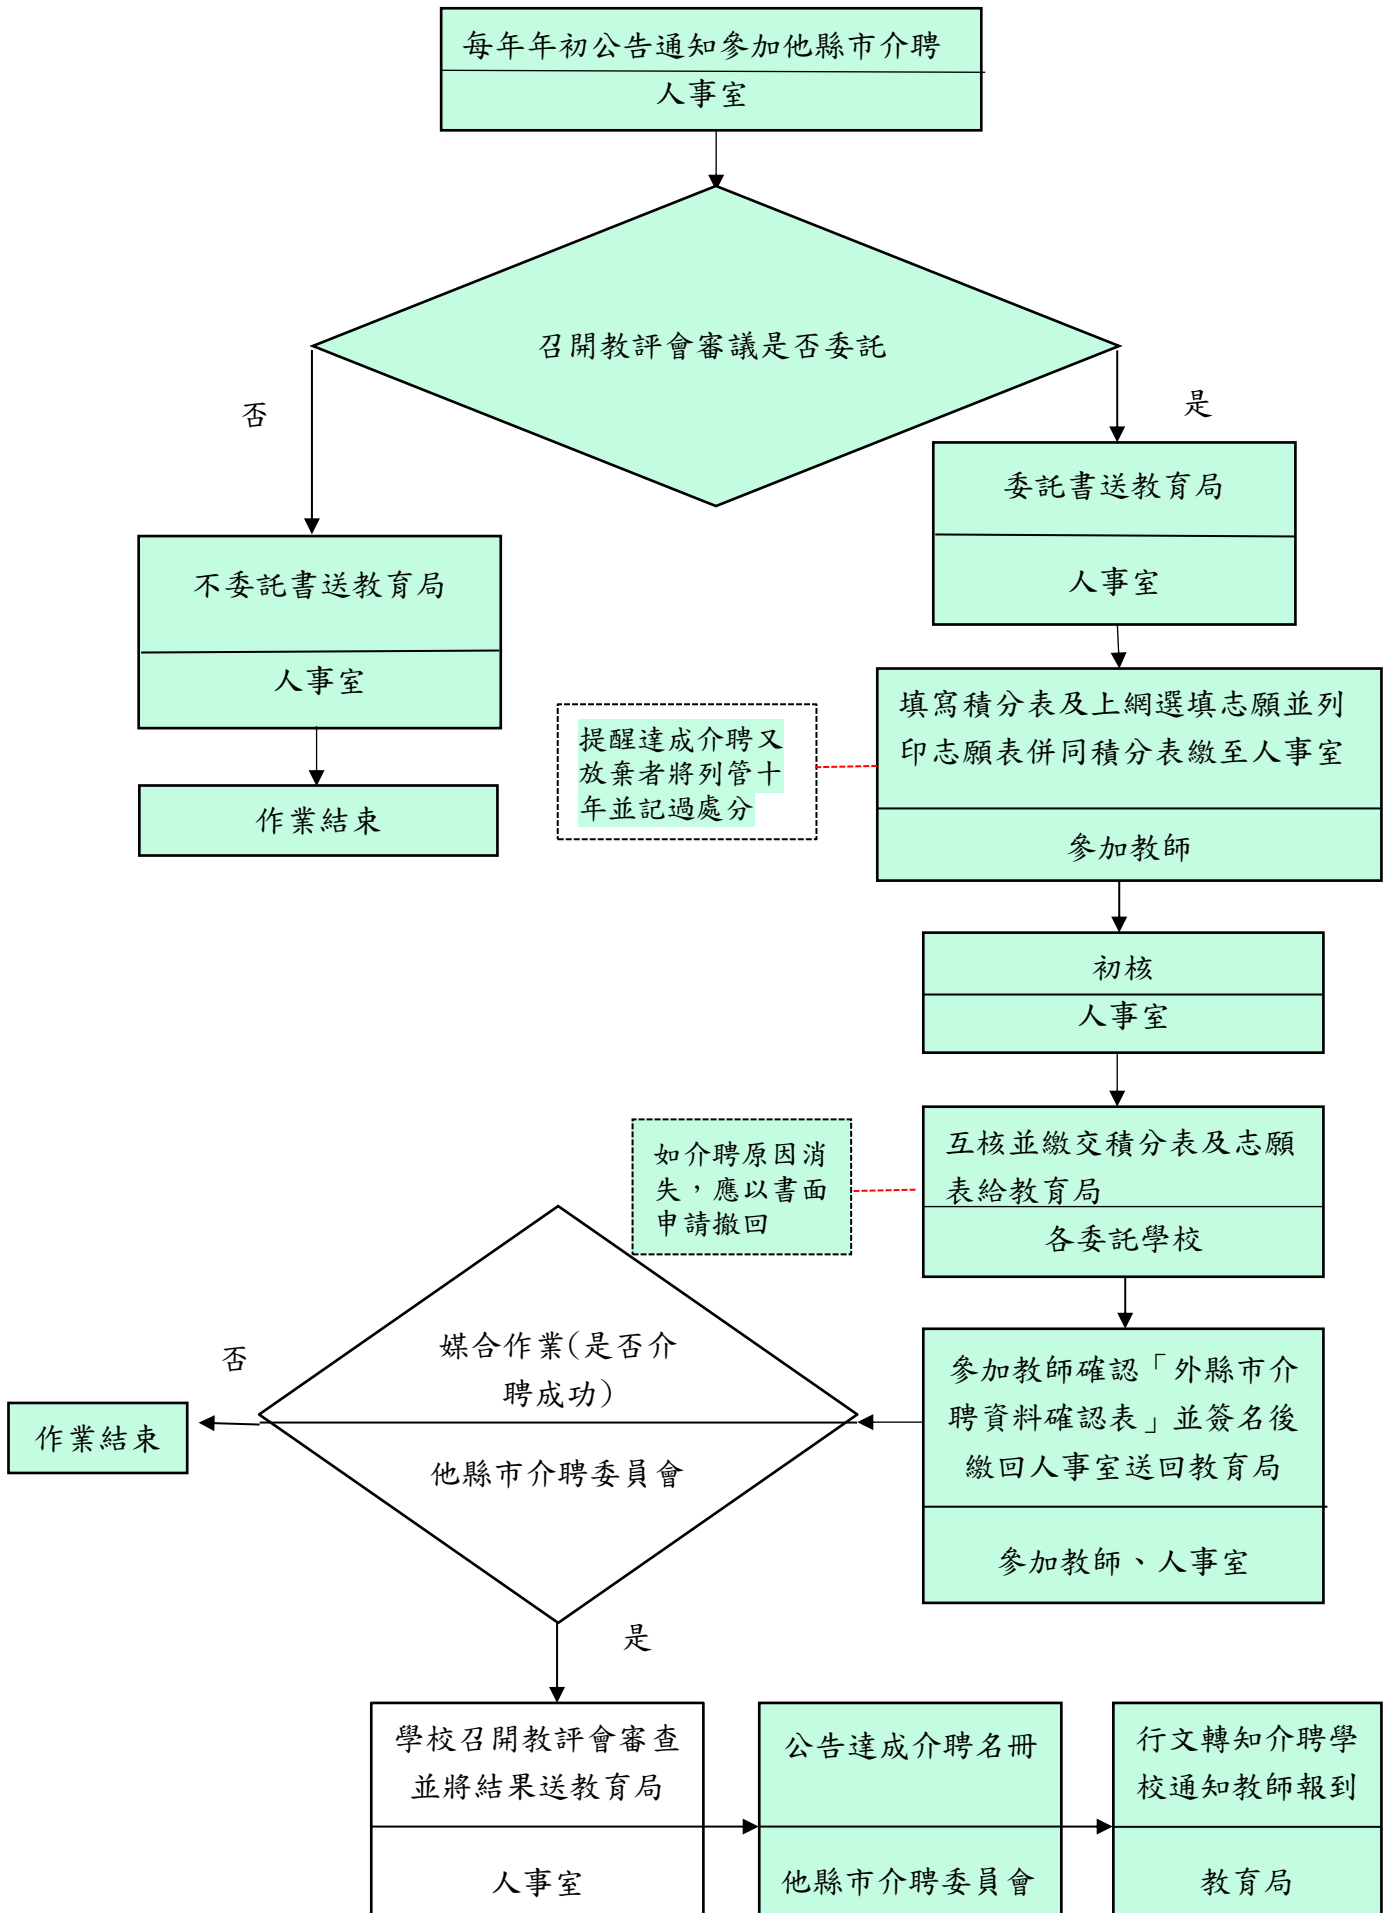 每年年初公告通知參加他縣市介聘
人事室
召開教評會審議是否委託
否
是
委託書送教育局
人事室
不委託書送教育局
人事室
作業結束
提醒達成介聘又
放棄者將列管十
年並記過處分
填寫積分表及上網選填志願並列
印志願表併同積分表繳至人事室
參加教師
初核
人事室
如介聘原因消
失，應以書面
申請撤回
互核並繳交積分表及志願
表給教育局
各委託學校
參加教師確認「外縣市介
聘資料確認表」並簽名後
繳回人事室送回教育局
參加教師、人事室
媒合作業(是否介
聘成功)
他縣市介聘委員會
否
作業結束
是
學校召開教評會審查
並將結果送教育局
人事室
公告達成介聘名冊
他縣市介聘委員會
行文轉知介聘學
校通知教師報到
教育局